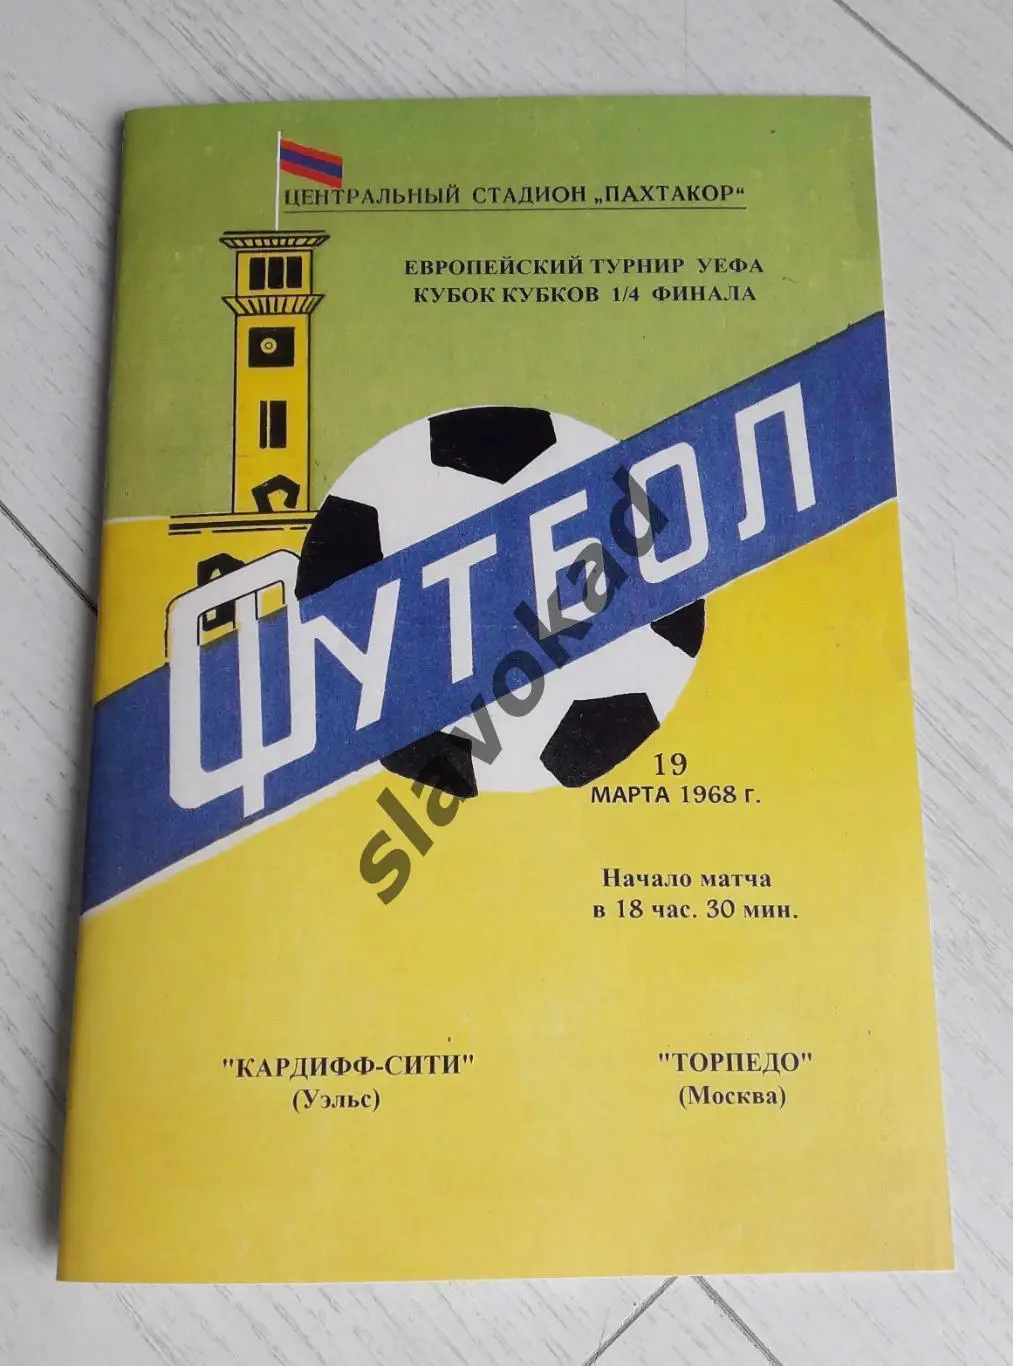 ЦЕНТРАЛЬНЫЙ СТАДИОН „ПАХТАКОР“
ЕВРОПЕЙСКИЙ ТУРНИР УЕФА
КУБОК КУБКОВ 1/4 ФИНАЛА
ФУТБОЛ
19
МАРТА 1968 г.
Начало матча
в 18 час. 30 мин.
"КАРДИФФ-СИТИ"
(Уэльс)
"ТОРПЕДО"
(Москва)
slavokad